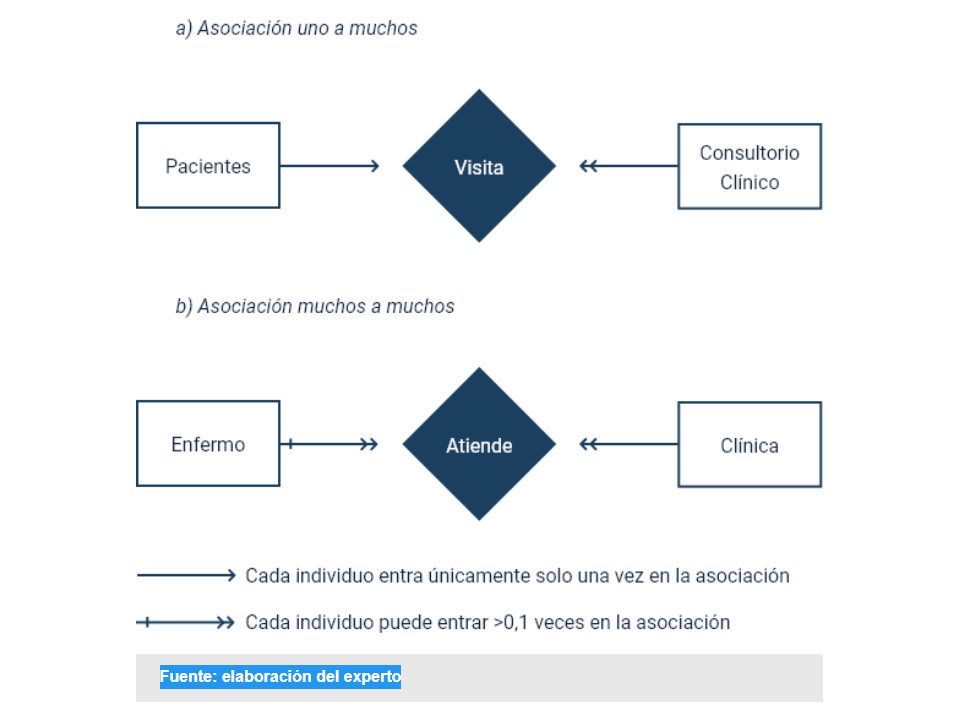 a) Asociación uno a muchos
Pacientes
Visita
Consultorio
Clínico
b) Asociación muchos a muchos
Enfermo
Atiende
Clínica
Cada individuo entra únicamente solo una vez en la asociación
Cada individuo puede entrar >0,1 veces en la asociación
Fuente: elaboración del experto